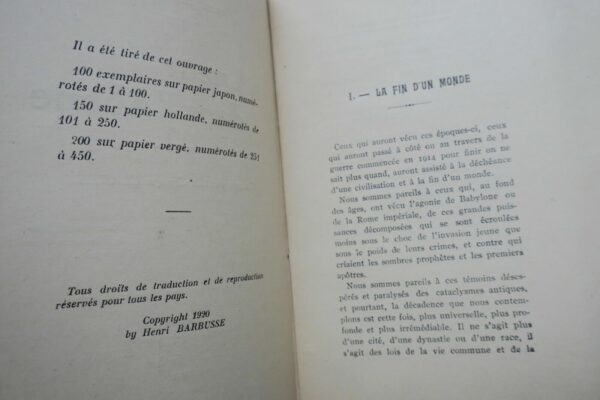 Il a été tiré de cet ouvrage :
100 exemplaires sur papier japon, numé-
rotés de 1 à 100.
150 sur papier hollande, numérotés de
101 à 250.
200 sur papier vergé, numérotés de 251
à 450.
Tous droits de traduction et de reproduction
réservés pour tous les pays.
Copyright 1920
by Henri BARBUSSE
I. — LA FIN D'UN MONDE
Ceux qui auront vécu ces époques-ci, ceux
qui auront passé à côté ou au travers de la
guerre commencée en 1914 pour finir on ne
sait plus quand, auront assisté à la déchéance
d'une civilisation et à la fin d'un monde.
Nous sommes pareils à ceux qui, au fond
des âges, ont vécu l'agonie de Babylone ou
de la Rome impériale, de ces grandes puis-
sances décomposées qui se sont écroulées
moins sous le choc de l'invasion jeune que
sous le poids de leurs crimes, et contre qui
criaient les sombres prophètes et les premiers
apôtres.
Nous sommes pareils à ces témoins déses-
pérés et paralysés des cataclysmes antiques,
et pourtant, la décadence que nous contem-
plons est cette fois, plus universelle, plus pro-
fonde et plus irrémédiable. Il ne s'agit plus
d'une cité, d'une dynastie ou d'une race, il
s'agit des lois de la vie commune et de la